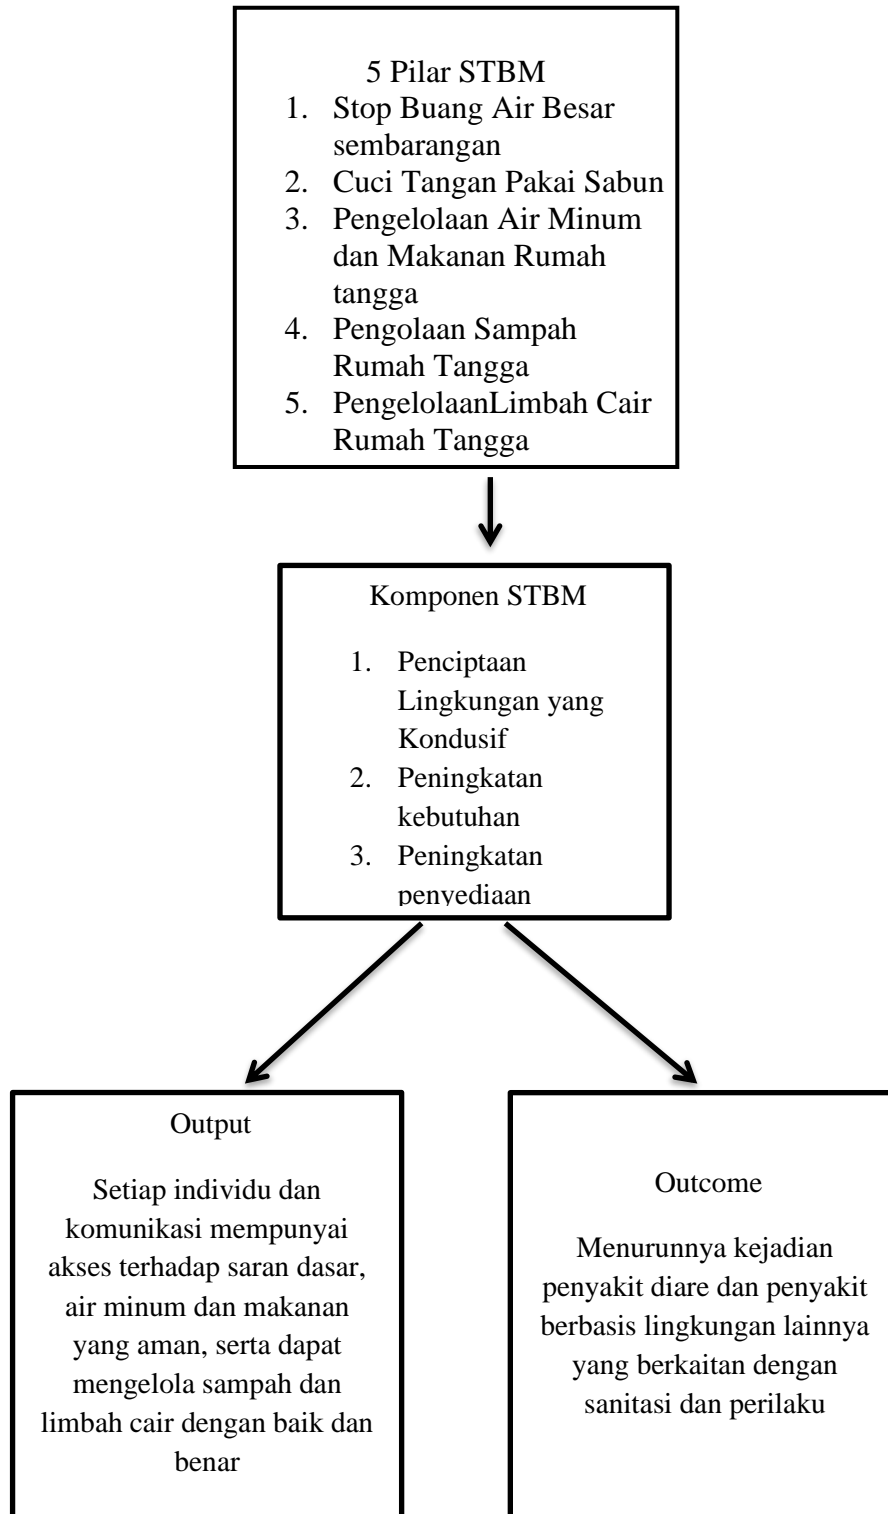 5 Pilar STBM
1. Stop Buang Air Besar
sembarangan
2. Cuci Tangan Pakai Sabun
3. Pengelolaan Air Minum
dan Makanan Rumah
tangga
4. Pengolaan Sampah
Rumah Tangga
5. PengelolaanLimbah Cair
Rumah Tangga
Komponen STBM
1. Penciptaan
Lingkungan yang
Kondusif
2. Peningkatan
kebutuhan
3. Peningkatan
penyediaan
Output
Setiap individu dan
komunikasi mempunyai
akses terhadap saran dasar,
air minum dan makanan
yang aman, serta dapat
mengelola sampah dan
limbah cair dengan baik dan
benar
Outcome
Menurunnya kejadian
penyakit diare dan penyakit
berbasis lingkungan lainnya
yang berkaitan dengan
sanitasi dan perilaku